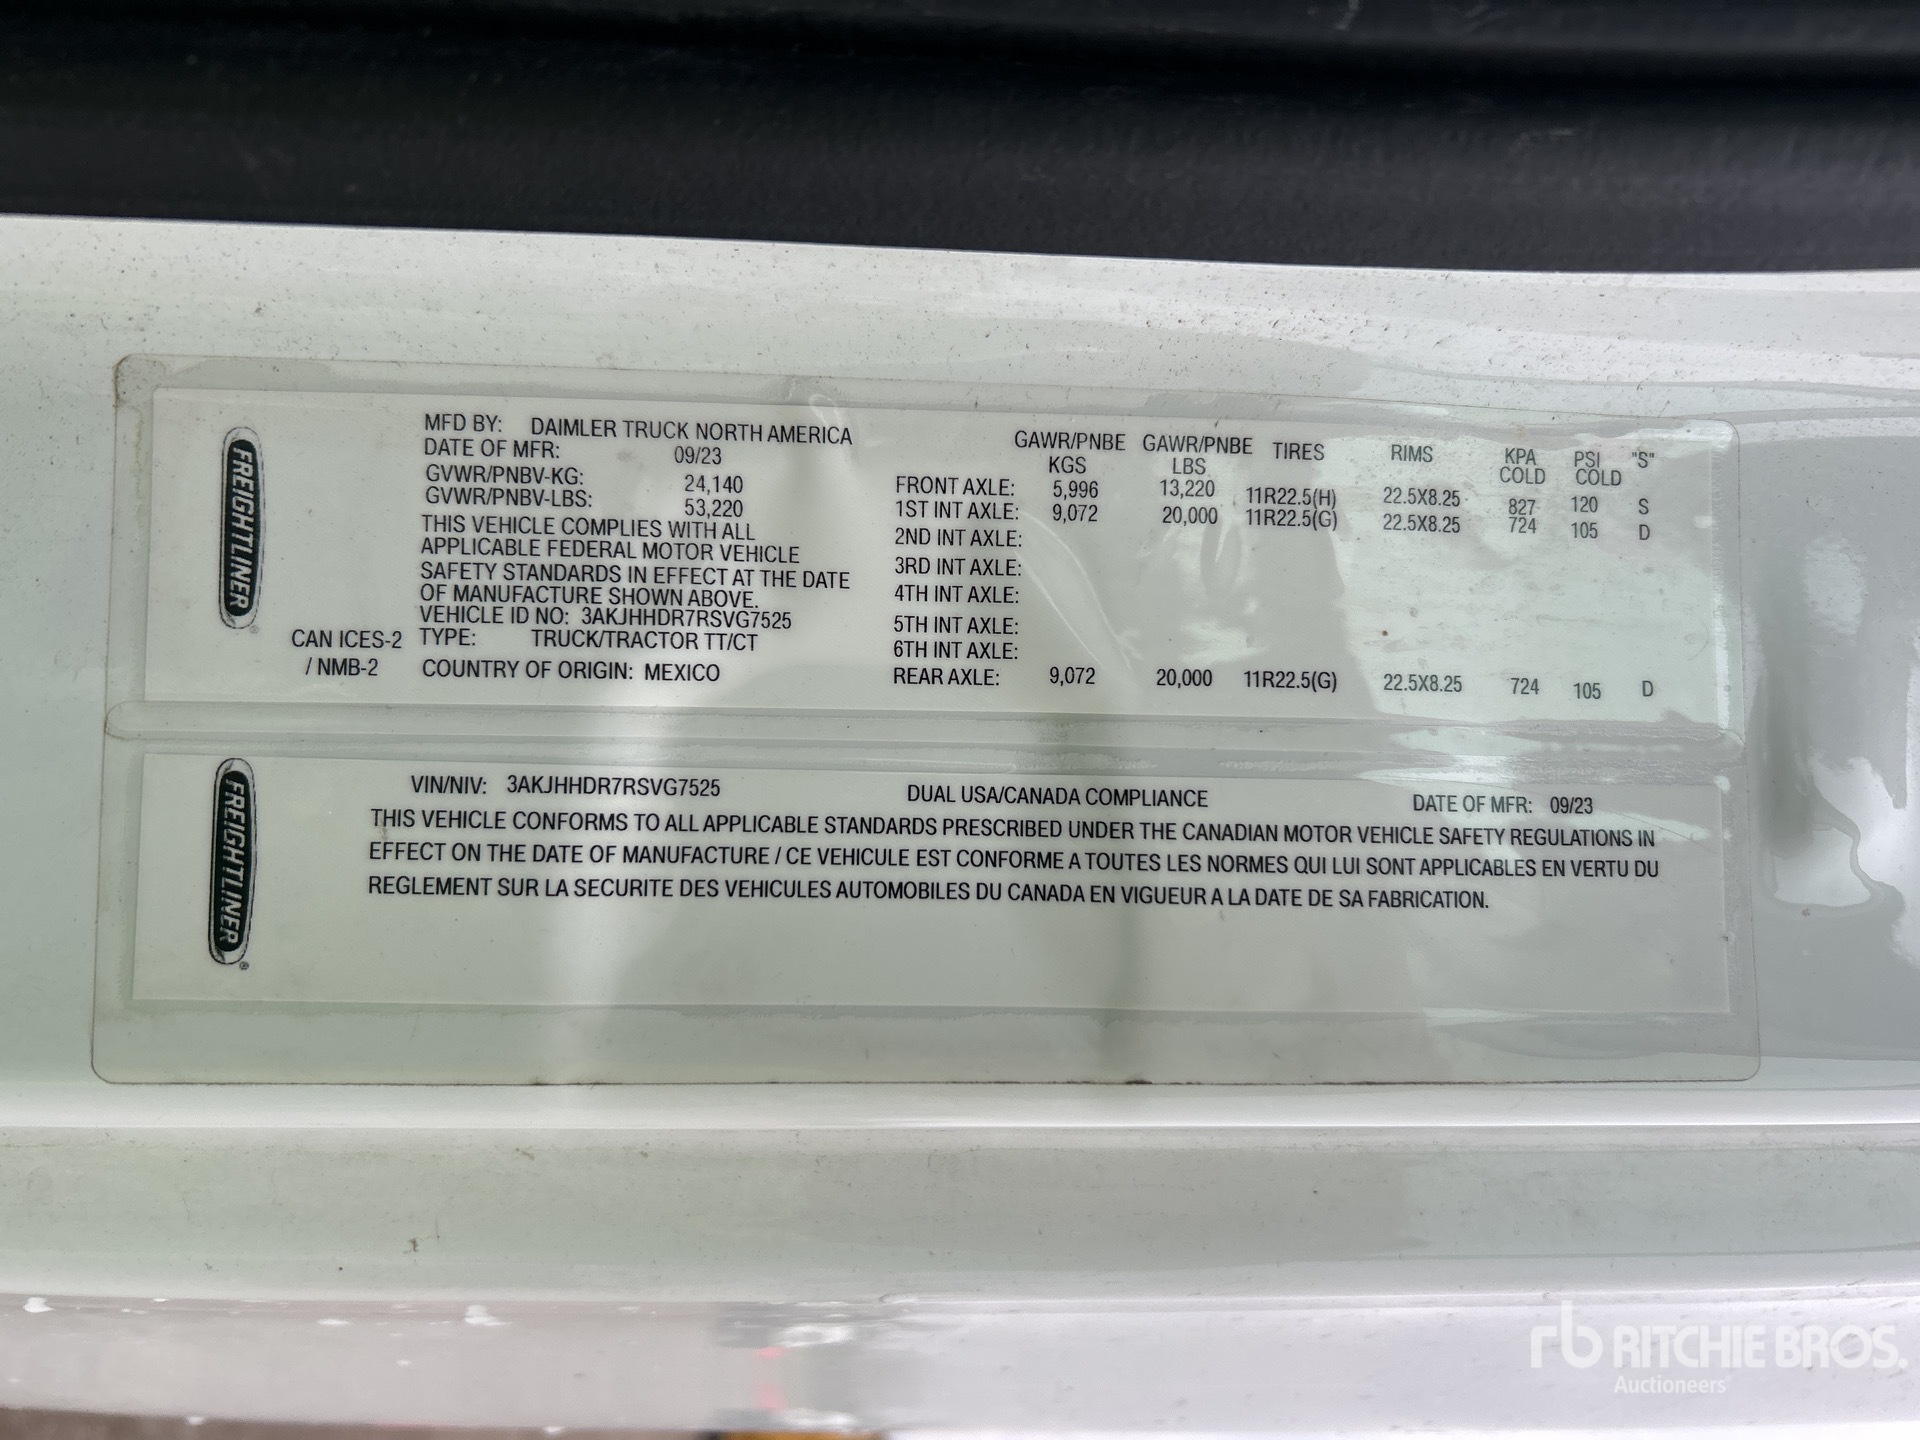 FREIGHTLINER
®
CAN ICES-2
/ NMB-2
MFD BY: DAIMLER TRUCK NORTH AMERICA
DATE OF MFR: 09/23
GVWR/PNBV-KG: 24,140
GVWR/PNBV-LBS: 53,220
THIS VEHICLE COMPLIES WITH ALL
APPLICABLE FEDERAL MOTOR VEHICLE
SAFETY STANDARDS IN EFFECT AT THE DATE
OF MANUFACTURE SHOWN ABOVE.
VEHICLE ID NO: 3AKJHHDR7RSVG7525
TYPE: TRUCK/TRACTOR TT/CT
COUNTRY OF ORIGIN: MEXICO
GAWR/PNBE GAWR/PNBE TIRES RIMS KPA PSI "S"
KGS LBS COLD COLD
FRONT AXLE: 5,996 13,220 11R22.5(H) 22.5X8.25 827 120 S
1ST INT AXLE: 9,072 20,000 11R22.5(G) 22.5X8.25 724 105 D
2ND INT AXLE:
3RD INT AXLE:
4TH INT AXLE:
5TH INT AXLE:
6TH INT AXLE:
REAR AXLE: 9,072 20,000 11R22.5(G) 22.5X8.25 724 105 D
FREIGHTLINER
®
VIN/NIV: 3AKJHHDR7RSVG7525 DUAL USA/CANADA COMPLIANCE DATE OF MFR: 09/23
THIS VEHICLE CONFORMS TO ALL APPLICABLE STANDARDS PRESCRIBED UNDER THE CANADIAN MOTOR VEHICLE SAFETY REGULATIONS IN
EFFECT ON THE DATE OF MANUFACTURE / CE VEHICULE EST CONFORME A TOUTES LES NORMES QUI LUI SONT APPLICABLES EN VERTU DU
REGLEMENT SUR LA SECURITE DES VEHICULES AUTOMOBILES DU CANADA EN VIGUEUR A LA DATE DE SA FABRICATION.
rb RITCHIE BROS.
Auctioneers